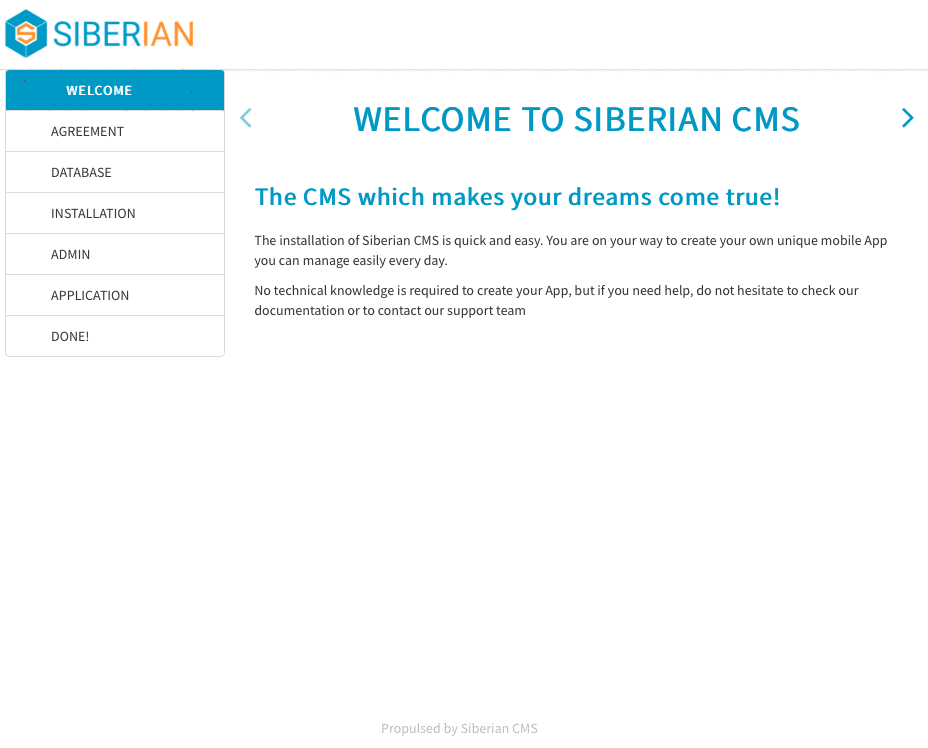 SIBERIAN
WELCOME
AGREEMENT
DATABASE
INSTALLATION
ADMIN
APPLICATION
DONE!
WELCOME TO SIBERIAN CMS
The CMS which makes your dreams come true!
The installation of Siberian CMS is quick and easy. You are on your way to create your own unique mobile App
you can manage easily every day.
No technical knowledge is required to create your App, but if you need help, do not hesitate to check our
documentation or to contact our support team
Propulsed by Siberian CMS